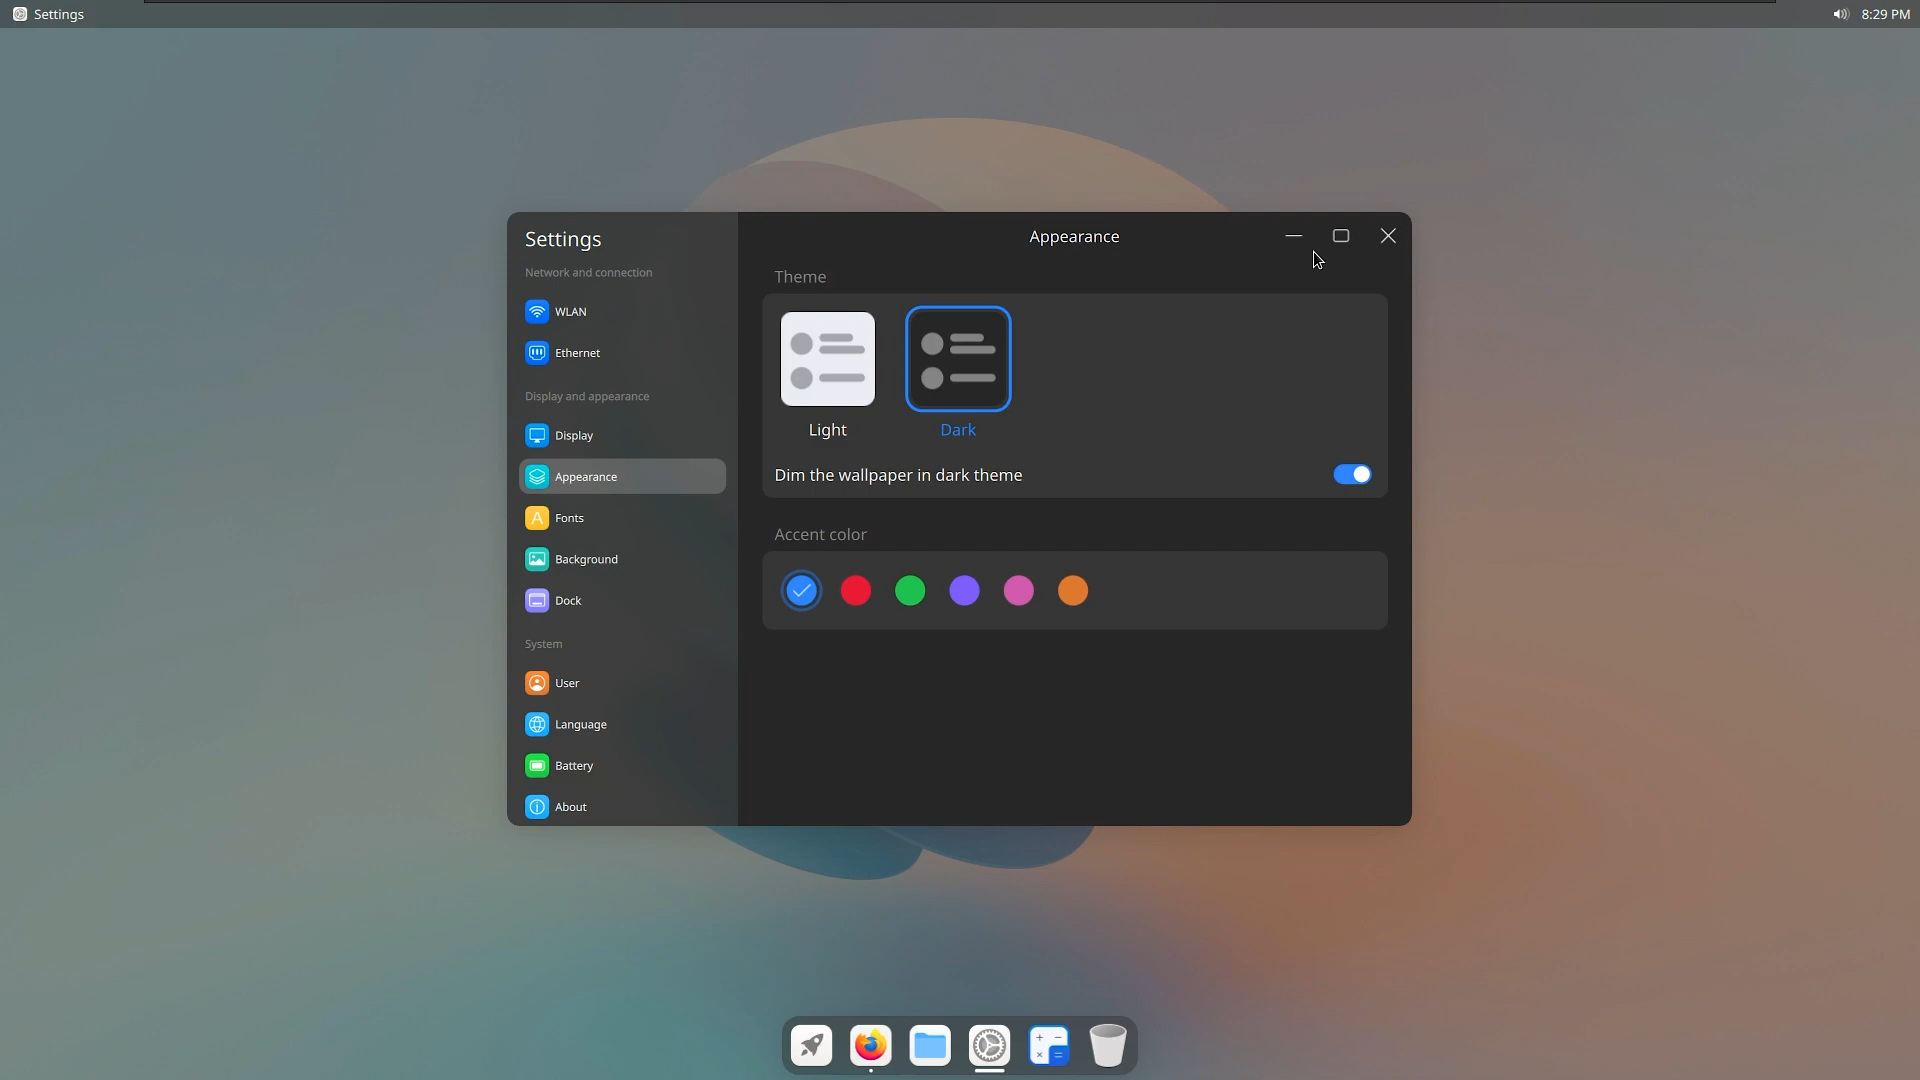 Settings
8:29 PM
Settings
Appearance
Network and connection
WLAN
Ethernet
Display and appearance
Display
Appearance
Fonts
Background
Dock
System
User
Language
Battery
About
Theme
Light
Dark
Dim the wallpaper in dark theme
Accent color